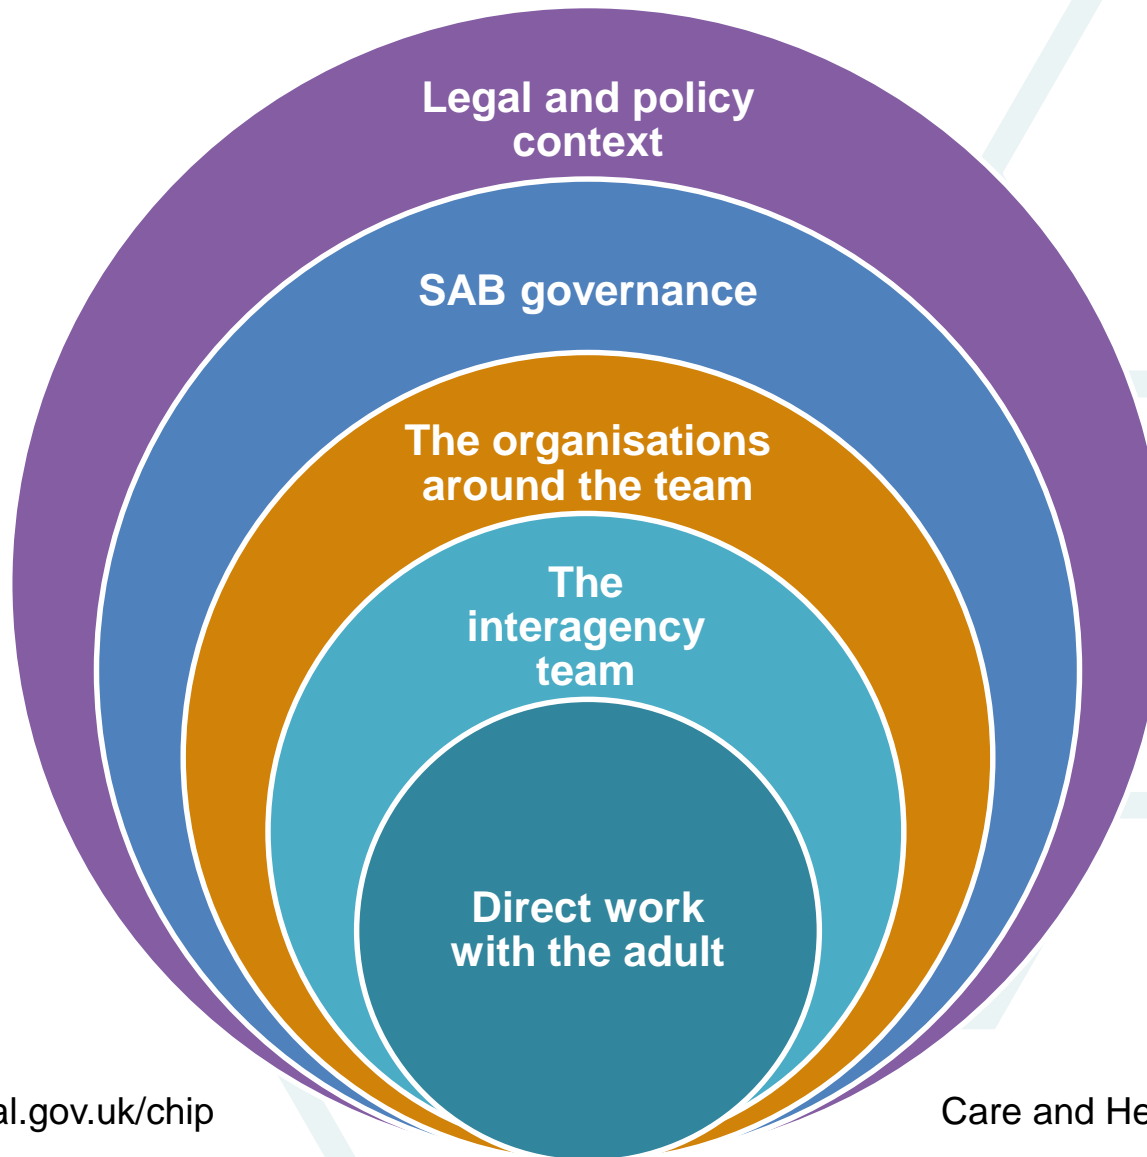 Legal and policy
context
SAB governance
The organisations
around the team
The
interagency
team
Direct work
with the adult
al.gov.uk/chip
Care and He